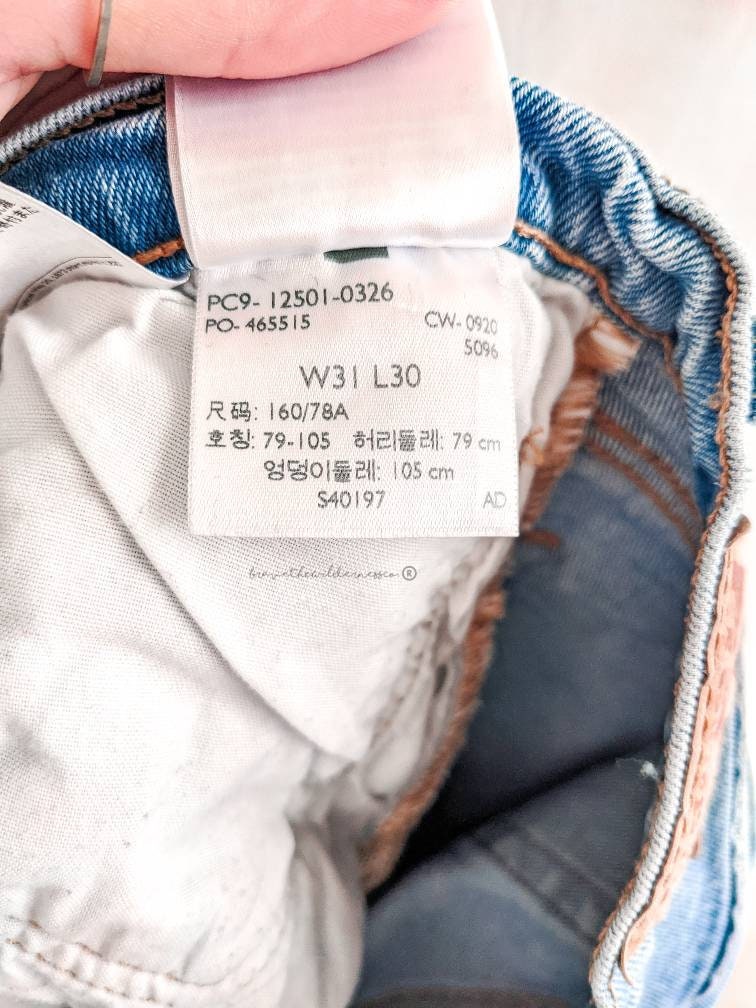 PC9- 12501-0326
PO- 465515 CW- 0920
5096
W31 L30
尺码: 160/78A
호칭: 79-105 허리둘레: 79 cm
엉덩이둘레: 105 cm
S40197 AD
bravethewildernessco ®